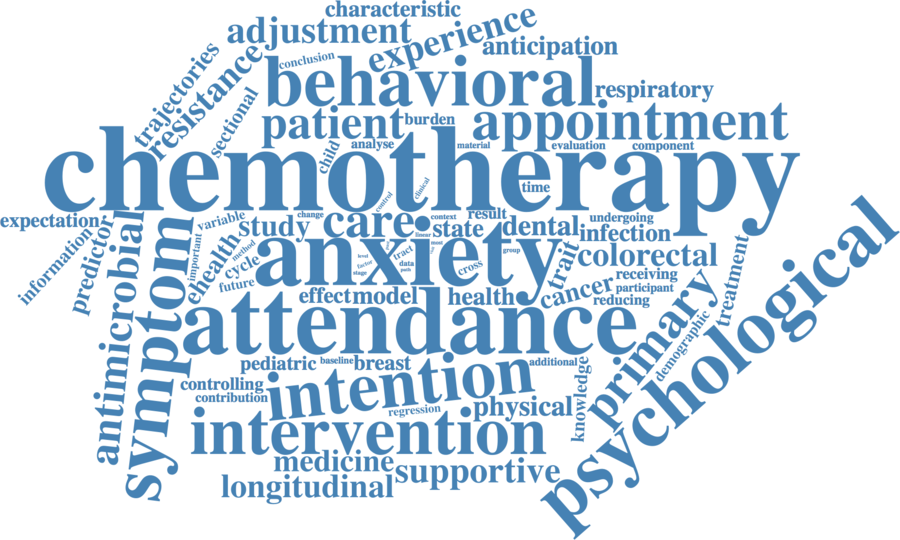 characteristic
adjustment
experience
anticipation
conclusion
behavioral
trajectories
resistance
sectional
respiratory
patient
burden
appointment
child
analyse
material
evaluation
component
chemotherapy
time
control
clinical
expectation
variable
change
study
care
context
result
state
dental
undergoing
infection
information
predictor
antimicrobial
symptom
important
ehealth
method
cycle
future
anxiety
linear
most
level
factor
stage
tract
data
path
cross
group
trait
colorectal
receiving
cancer
participant
reducing
treatment
effect
model
health
attendance
primary
demographic
psychological
pediatric
baseline
breast
additional
controlling
contribution
intention
regression
physical
knowledge
intervention
medicine
supportive
longitudinal